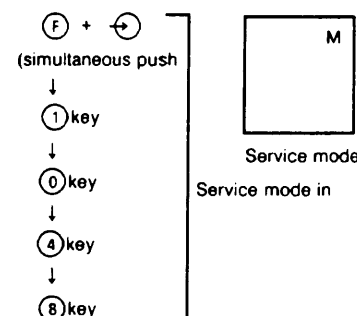 F +
M
(simultaneous push
1 key
Service mode
0 key
Service mode in
4 key
8 key